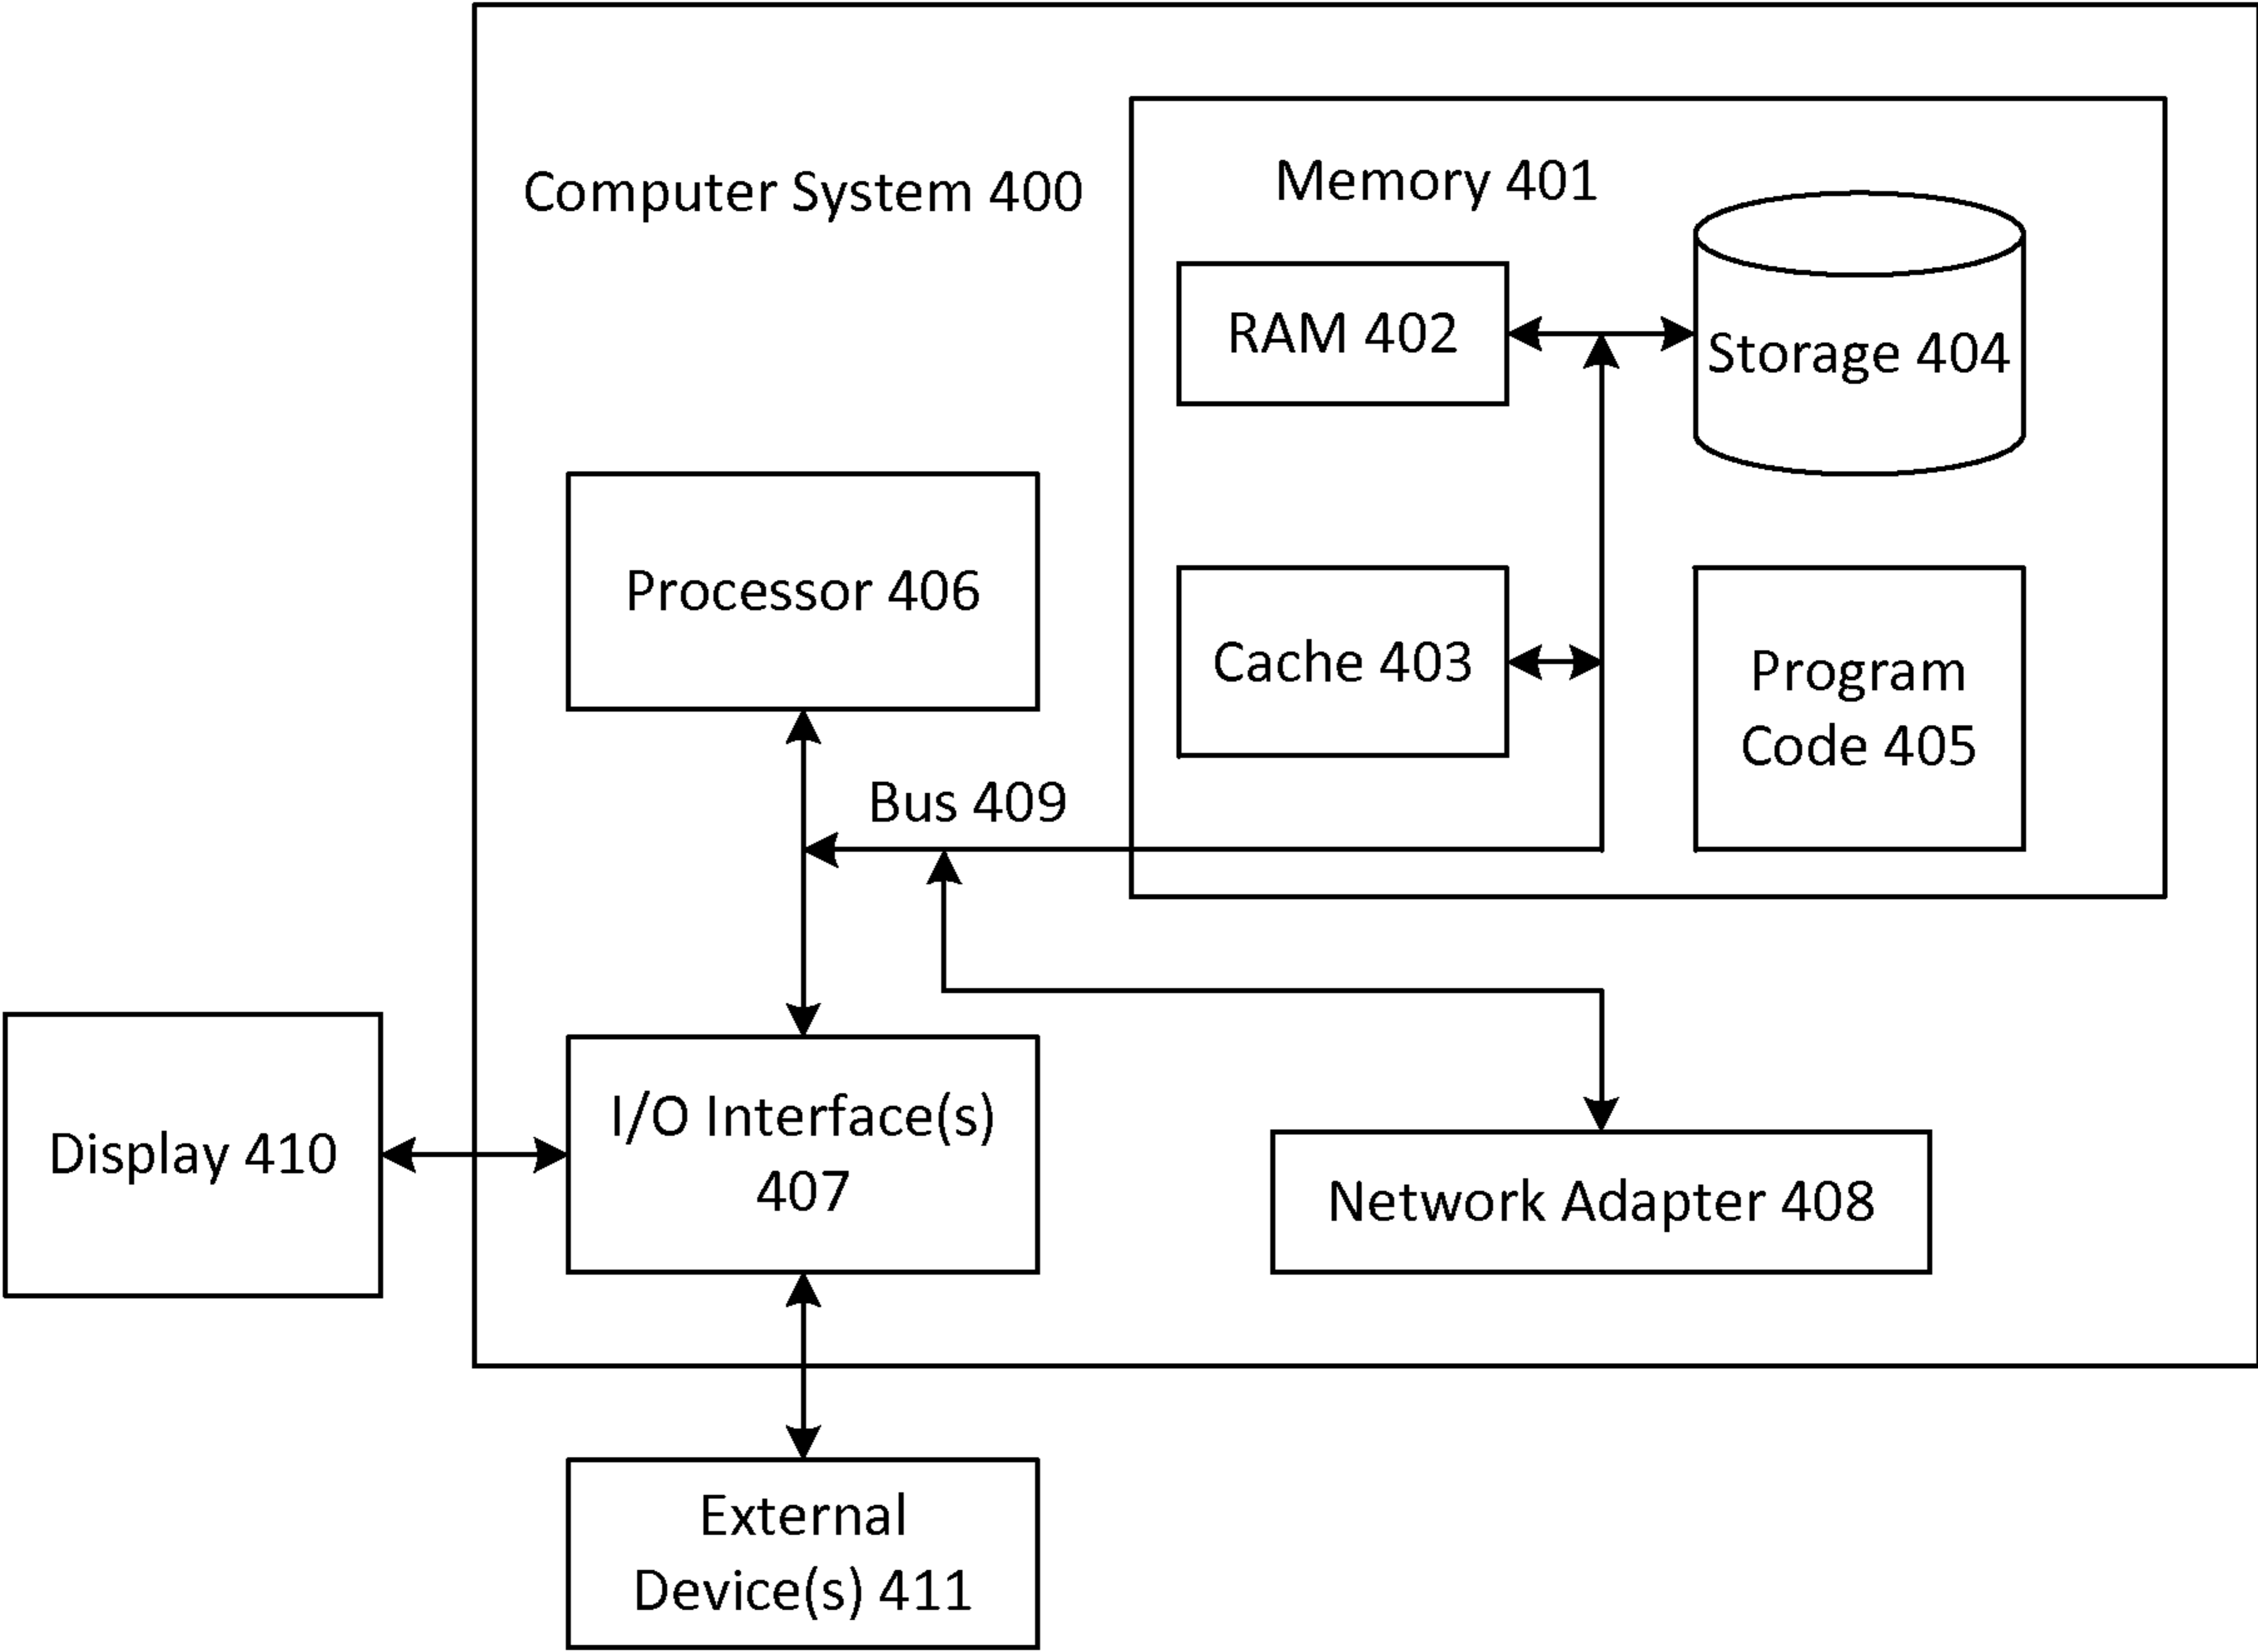 Computer System 400
Memory 401
RAM 402
Storage 404
Processor 406
Cache 403
Program
Code 405
Bus 409
Display 410
I/O Interface(s)
407
Network Adapter 408
External
Device(s) 411